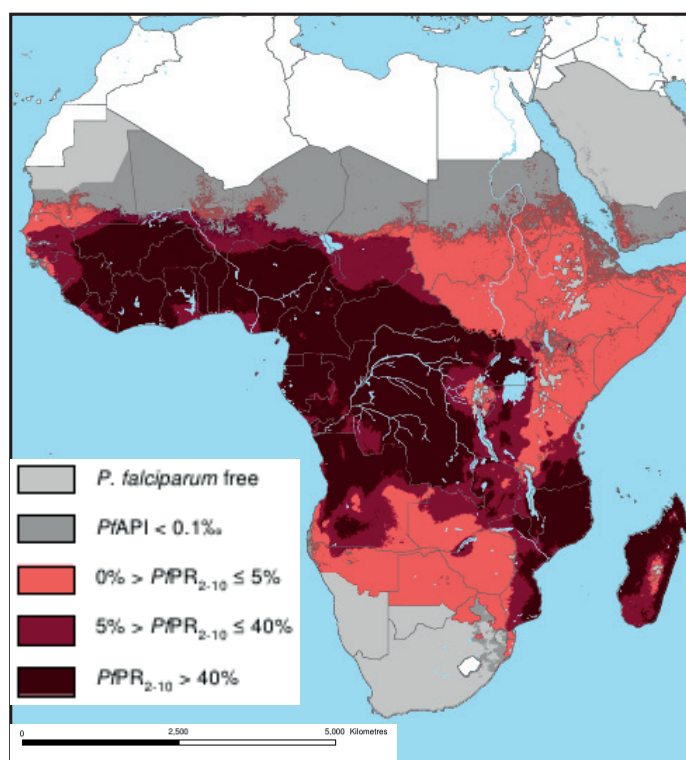 P. falciparum free
PfAPI < 0.1‰
0% > PfPR₂₋₁₀ ≤ 5%
5% > PfPR₂₋₁₀ ≤ 40%
PfPR₂₋₁₀ > 40%
0 2,500 5,000 Kilometres